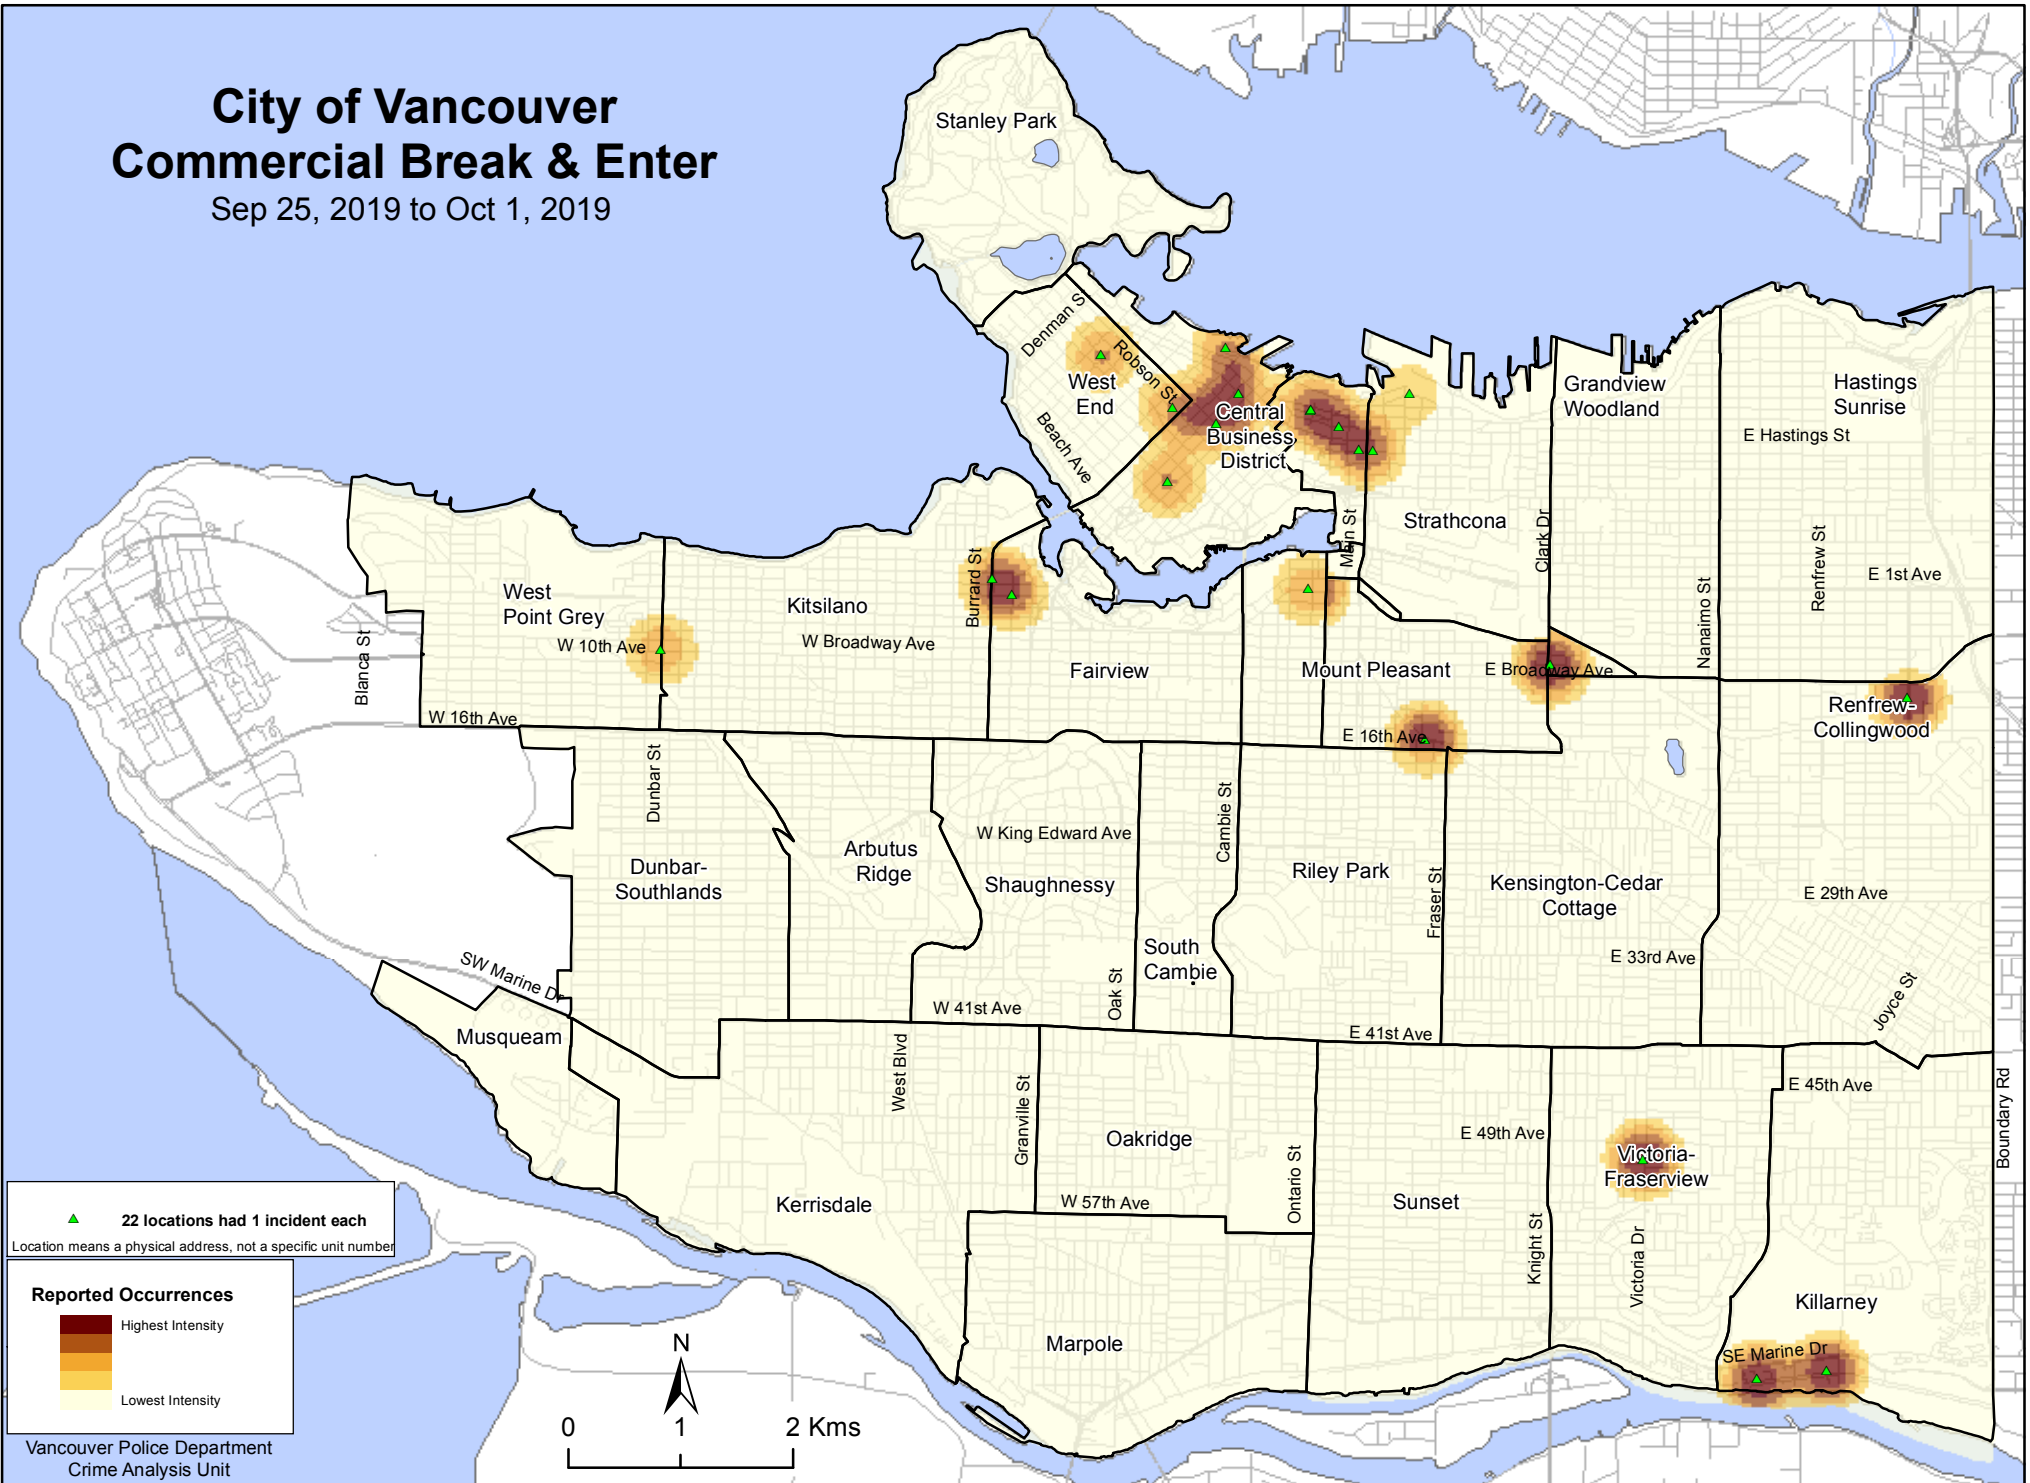 City of Vancouver
Commercial Break & Enter
Sep 25, 2019 to Oct 1, 2019
Stanley Park
Denman S
Robson St
West
End
Beach Ave
Central
Business
District
Grandview
Woodland
Hastings
Sunrise
E Hastings St
Strathcona
Main St
Clark Dr
Nanaimo St
Renfrew St
E 1st Ave
West
Point Grey
W 10th Ave
Kitsilano
W Broadway Ave
Burrard St
Fairview
Mount Pleasant
E Broadway Ave
Blanca St
W 16th Ave
E 16th Ave
Renfrew-
Collingwood
Dunbar St
Dunbar-
Southlands
Arbutus
Ridge
W King Edward Ave
Shaughnessy
Cambie St
South
Cambie
Oak St
Riley Park
Fraser St
Kensington-Cedar
Cottage
E 29th Ave
E 33rd Ave
Joyce St
SW Marine Dr
Musqueam
W 41st Ave
E 41st Ave
West Blvd
Granville St
Oakridge
W 57th Ave
Ontario St
Kerrisdale
Marpole
Sunset
E 49th Ave
Knight St
Victoria-
Fraserview
Victoria Dr
E 45th Ave
Boundary Rd
Killarney
SE Marine Dr
22 locations had 1 incident each
Location means a physical address, not a specific unit number
Reported Occurrences
Highest Intensity
Lowest Intensity
Vancouver Police Department
Crime Analysis Unit
N
0 1 2 Kms